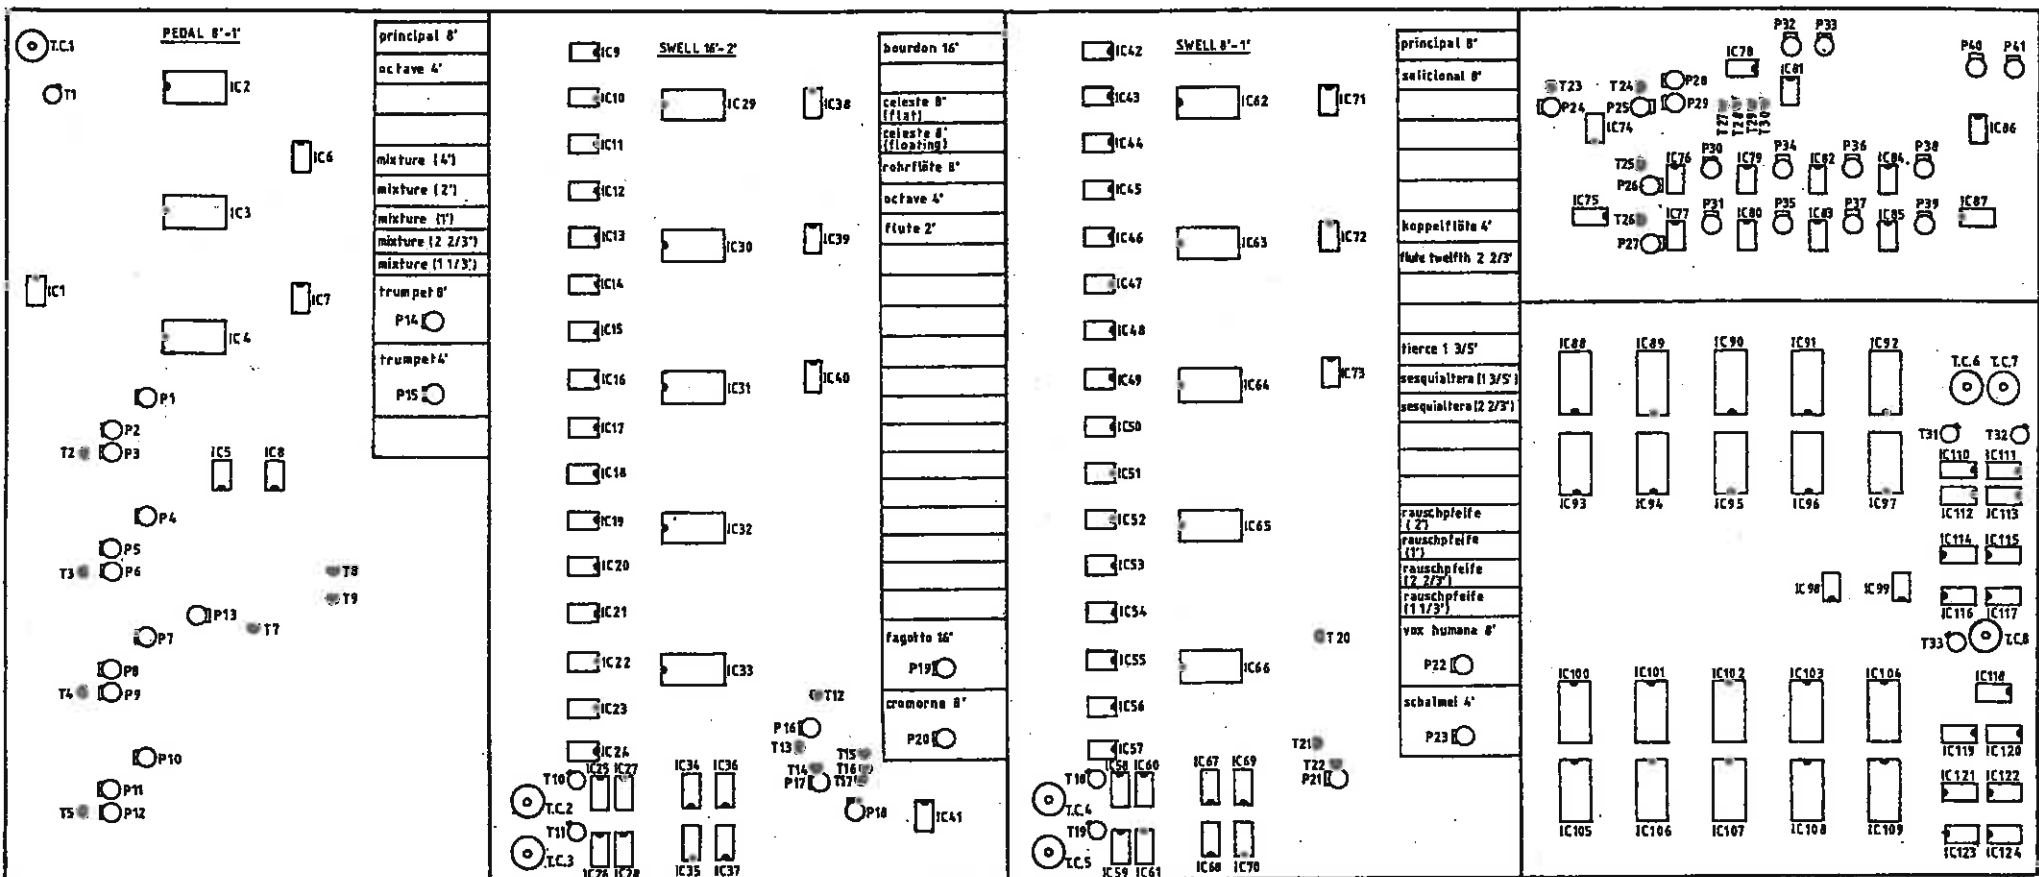 PEDAL 8'-1'
T.C.1
T1
IC2
IC6
IC3
IC1
IC7
IC4
P1
P2
T2
P3
IC5
IC8
P4
P5
T3
P6
T8
T9
P13
T7
P7
P8
T4
P9
P10
P11
T5
P12
principal 8'
octave 4'
mixture (4')
mixture (2')
mixture (1')
mixture (2 2/3')
mixture (1 1/3')
trumpet 8'
P14
trumpet 4'
P15
SWELL 16'-2'
IC9
IC10
IC11
IC12
IC13
IC14
IC15
IC16
IC17
IC18
IC19
IC20
IC21
IC22
IC23
IC24
IC29
IC38
IC30
IC39
IC31
IC40
IC32
IC33
T12
P16
T13
T15
T14
T16
P17
T17
P18
IC41
T10
IC25
IC27
IC34
IC36
T.C.2
T11
T.C.3
IC26
IC28
IC35
IC37
bourdon 16'
celeste 8'
(flat)
celeste 8'
(floating)
rohrflöte 8'
octave 4'
flute 2'
fagotto 16'
P19
cromorne 8'
P20
SWELL 8'-1'
IC42
IC43
IC44
IC45
IC46
IC47
IC48
IC49
IC50
IC51
IC52
IC53
IC54
IC55
IC56
IC57
IC62
IC71
IC63
IC72
IC64
IC73
IC65
IC66
T20
T21
T22
P21
T18
IC58
IC60
IC67
IC69
T.C.4
T19
T.C.5
IC59
IC61
IC68
IC70
principal 8'
salicional 8'
koppelflöte 4'
flute twelfth 2 2/3'
tierce 1 3/5'
sesquialtera (1 3/5')
sesquialtera (2 2/3')
rauschpfeife
(2')
rauschpfeife
(1')
rauschpfeife
(2 2/3')
rauschpfeife
(1 1/3')
vox humana 8'
P22
schalmei 4'
P23
P32
P33
IC78
IC81
P40
P41
T23
T24
P28
P24
P25
P29
T27
T28
T29
T30
IC74
IC86
T25
IC76
P30
IC79
P34
IC82
P36
IC84
P38
P26
IC75
T26
IC77
P31
IC80
P35
IC83
P37
IC85
P39
IC87
P27
IC88
IC89
IC90
IC91
IC92
T.C.6
T.C.7
T31
T32
IC110
IC111
IC93
IC94
IC95
IC96
IC97
IC112
IC113
IC114
IC115
IC98
IC99
IC116
IC117
T33
T.C.8
IC100
IC101
IC102
IC103
IC104
IC118
IC119
IC120
IC121
IC122
IC105
IC106
IC107
IC108
IC109
IC123
IC124